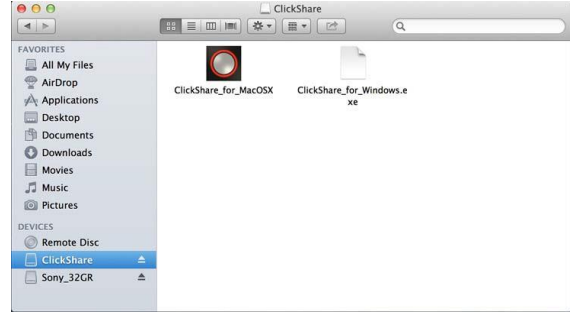 ClickShare
FAVORITES
All My Files
AirDrop
Applications
Desktop
Documents
Downloads
Movies
Music
Pictures
DEVICES
Remote Disc
ClickShare
Sony_32GR
ClickShare_for_MacOSX
ClickShare_for_Windows.e
xe